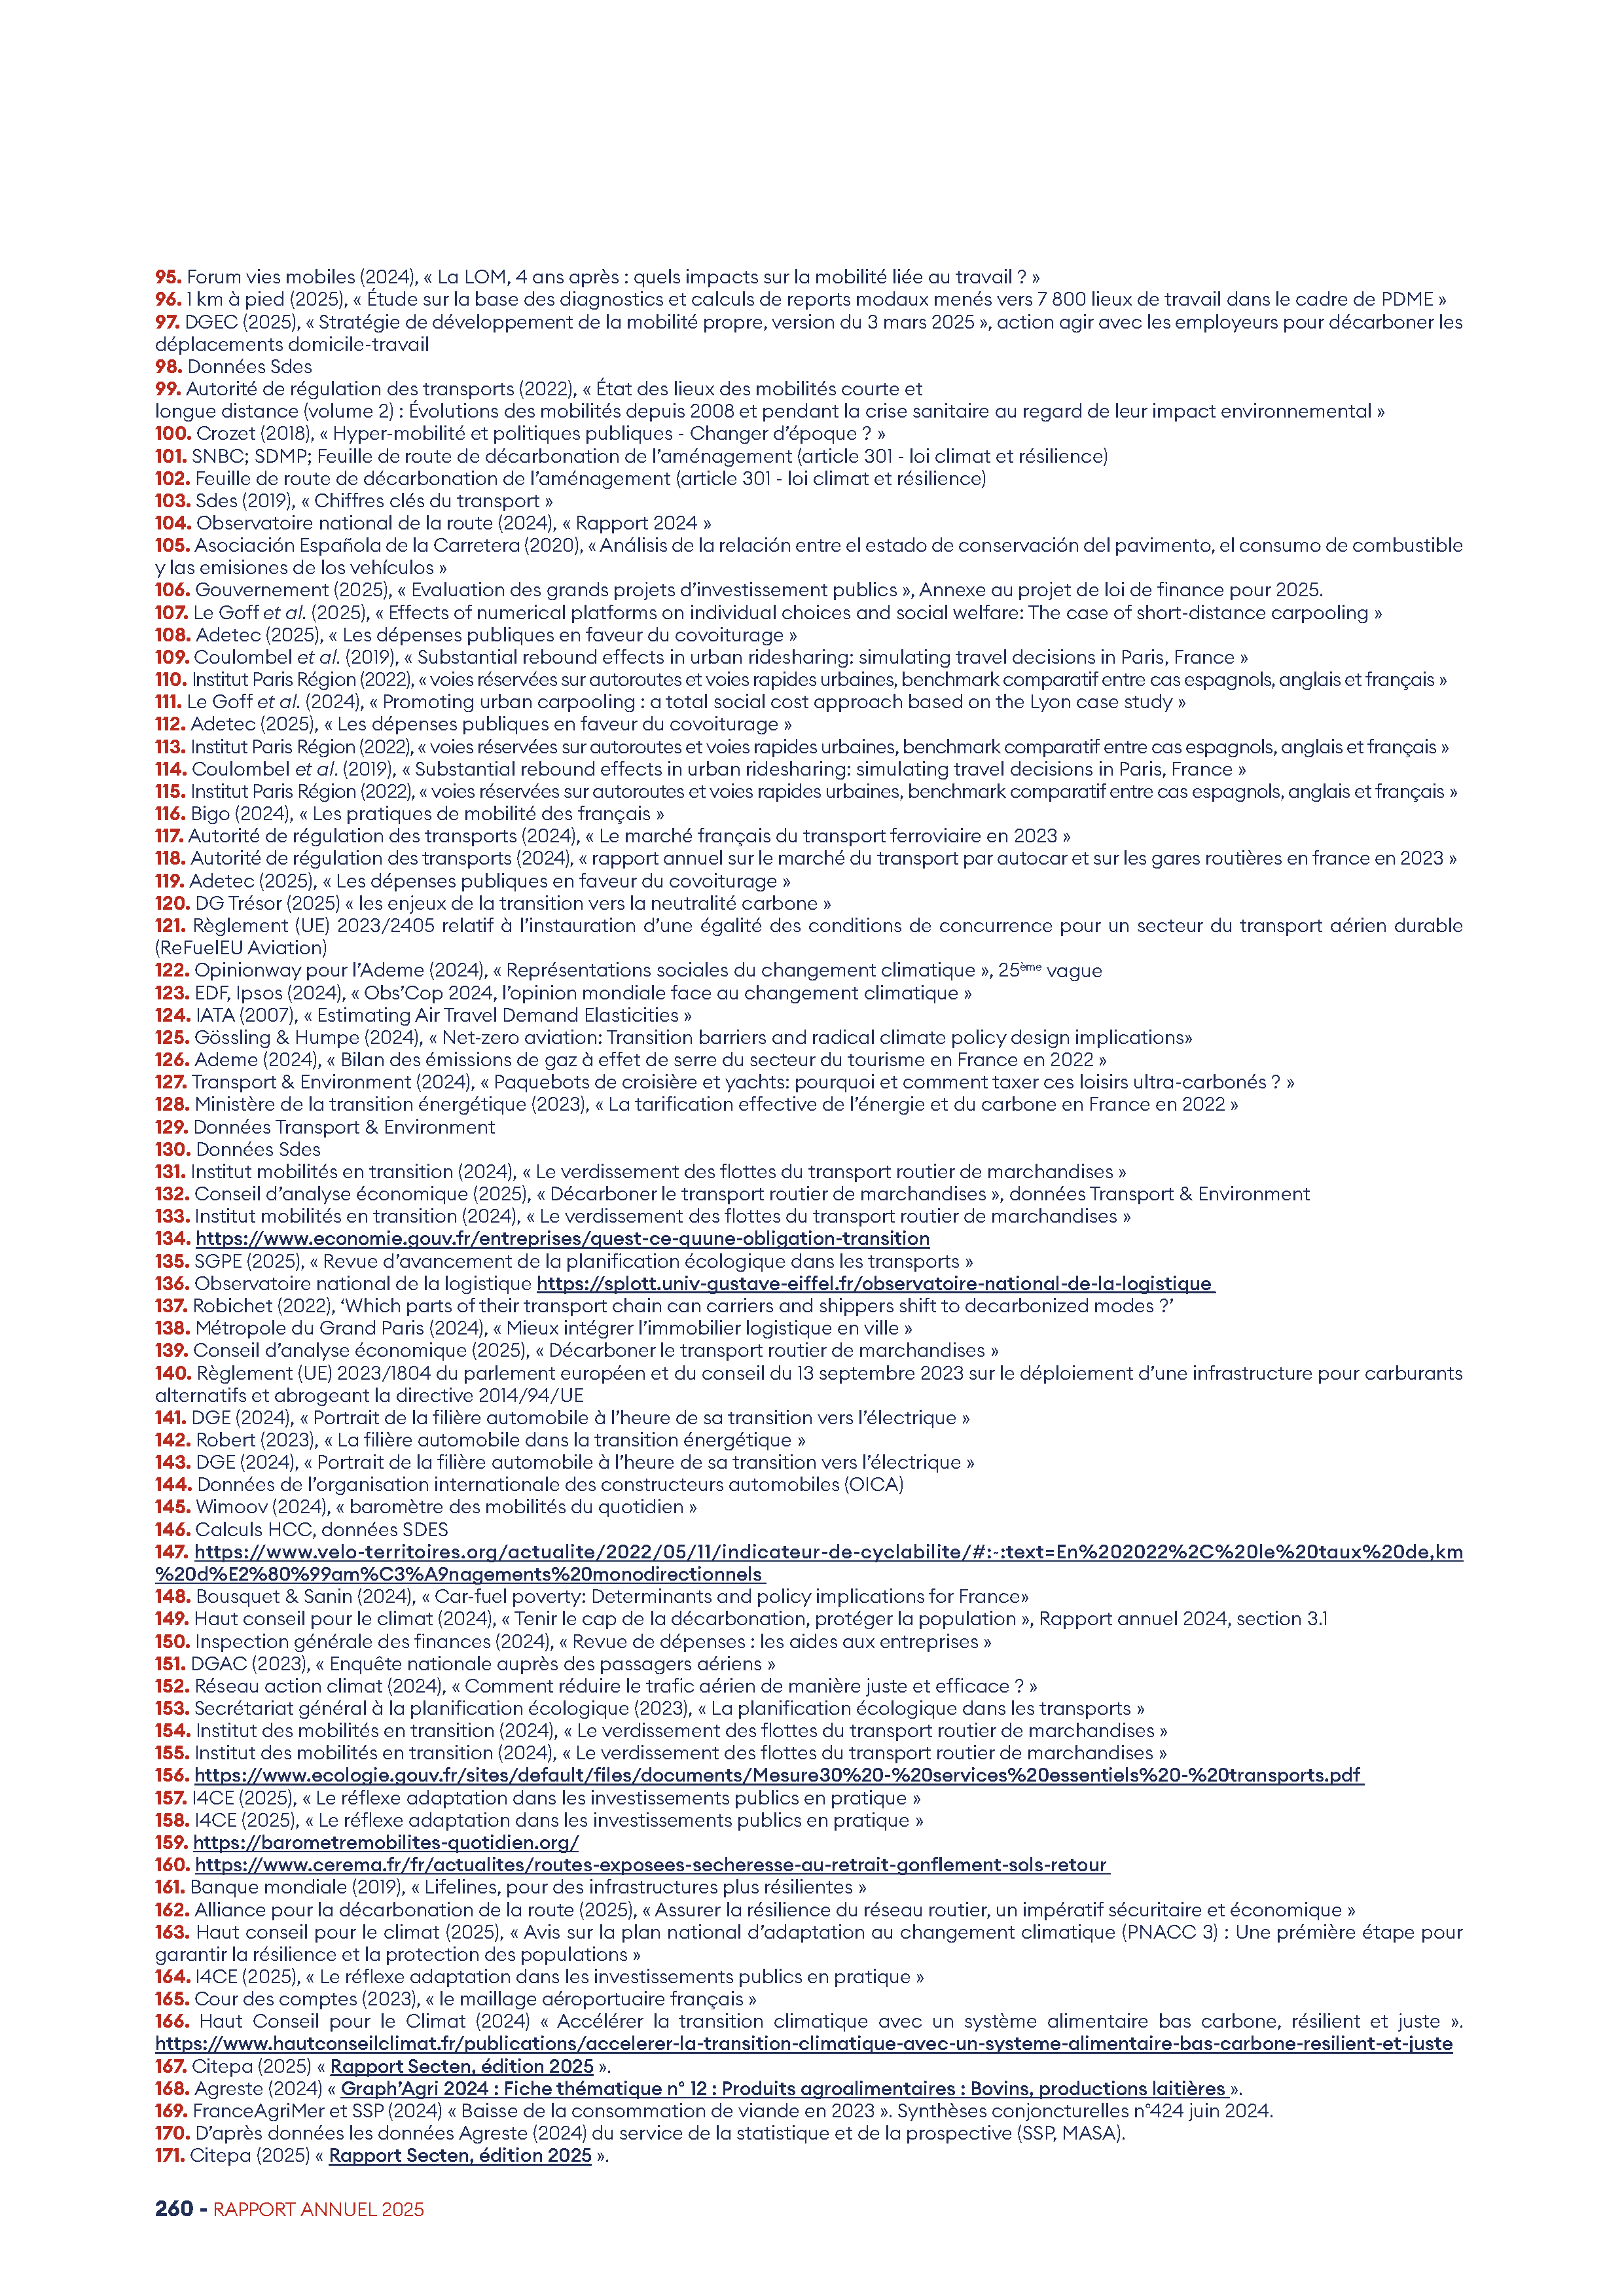 95. Forum vies mobiles (2024), « La LOM, 4 ans après : quels impacts sur la mobilité liée au travail ? »
96. 1 km à pied (2025), « Étude sur la base des diagnostics et calculs de reports modaux menés vers 7 800 lieux de travail dans le cadre de PDME »
97. DGEC (2025), « Stratégie de développement de la mobilité propre, version du 3 mars 2025 », action agir avec les employeurs pour décarboner les
déplacements domicile-travail
98. Données Sdes
99. Autorité de régulation des transports (2022), « État des lieux des mobilités courte et
longue distance (volume 2) : Évolutions des mobilités depuis 2008 et pendant la crise sanitaire au regard de leur impact environnemental »
100. Crozet (2018), « Hyper-mobilité et politiques publiques - Changer d'époque ? »
101. SNBC; SDMP; Feuille de route de décarbonation de l'aménagement (article 301 - loi climat et résilience)
102. Feuille de route de décarbonation de l'aménagement (article 301 - loi climat et résilience)
103. Sdes (2019), « Chiffres clés du transport »
104. Observatoire national de la route (2024), « Rapport 2024 »
105. Asociación Española de la Carretera (2020), « Análisis de la relación entre el estado de conservación del pavimento, el consumo de combustible
y las emisiones de los vehículos »
106. Gouvernement (2025), « Evaluation des grands projets d'investissement publics », Annexe au projet de loi de finance pour 2025.
107. Le Goff et al. (2025), « Effects of numerical platforms on individual choices and social welfare: The case of short-distance carpooling »
108. Adetec (2025), « Les dépenses publiques en faveur du covoiturage »
109. Coulombel et al. (2019), « Substantial rebound effects in urban ridesharing: simulating travel decisions in Paris, France »
110. Institut Paris Région (2022), « voies réservées sur autoroutes et voies rapides urbaines, benchmark comparatif entre cas espagnols, anglais et français »
111. Le Goff et al. (2024), « Promoting urban carpooling : a total social cost approach based on the Lyon case study »
112. Adetec (2025), « Les dépenses publiques en faveur du covoiturage »
113. Institut Paris Région (2022), « voies réservées sur autoroutes et voies rapides urbaines, benchmark comparatif entre cas espagnols, anglais et français »
114. Coulombel et al. (2019), « Substantial rebound effects in urban ridesharing: simulating travel decisions in Paris, France »
115. Institut Paris Région (2022), « voies réservées sur autoroutes et voies rapides urbaines, benchmark comparatif entre cas espagnols, anglais et français »
116. Bigo (2024), « Les pratiques de mobilité des français »
117. Autorité de régulation des transports (2024), « Le marché français du transport ferroviaire en 2023 »
118. Autorité de régulation des transports (2024), « rapport annuel sur le marché du transport par autocar et sur les gares routières en france en 2023 »
119. Adetec (2025), « Les dépenses publiques en faveur du covoiturage »
120. DG Trésor (2025) « les enjeux de la transition vers la neutralité carbone »
121. Règlement (UE) 2023/2405 relatif à l'instauration d'une égalité des conditions de concurrence pour un secteur du transport aérien durable
(ReFuelEU Aviation)
122. Opinionway pour l'Ademe (2024), « Représentations sociales du changement climatique », 25ème vague
123. EDF, Ipsos (2024), « Obs'Cop 2024, l'opinion mondiale face au changement climatique »
124. IATA (2007), « Estimating Air Travel Demand Elasticities »
125. Gössling & Humpe (2024), « Net-zero aviation: Transition barriers and radical climate policy design implications»
126. Ademe (2024), « Bilan des émissions de gaz à effet de serre du secteur du tourisme en France en 2022 »
127. Transport & Environment (2024), « Paquebots de croisière et yachts: pourquoi et comment taxer ces loisirs ultra-carbonés ? »
128. Ministère de la transition énergétique (2023), « La tarification effective de l'énergie et du carbone en France en 2022 »
129. Données Transport & Environment
130. Données Sdes
131. Institut mobilités en transition (2024), « Le verdissement des flottes du transport routier de marchandises »
132. Conseil d'analyse économique (2025), « Décarboner le transport routier de marchandises », données Transport & Environment
133. Institut mobilités en transition (2024), « Le verdissement des flottes du transport routier de marchandises »
134. https://www.economie.gouv.fr/entreprises/quest-ce-quune-obligation-transition
135. SGPE (2025), « Revue d'avancement de la planification écologique dans les transports »
136. Observatoire national de la logistique https://splott.univ-gustave-eiffel.fr/observatoire-national-de-la-logistique
137. Robichet (2022), ‘Which parts of their transport chain can carriers and shippers shift to decarbonized modes ?’
138. Métropole du Grand Paris (2024), « Mieux intégrer l'immobilier logistique en ville »
139. Conseil d'analyse économique (2025), « Décarboner le transport routier de marchandises »
140. Règlement (UE) 2023/1804 du parlement européen et du conseil du 13 septembre 2023 sur le déploiement d'une infrastructure pour carburants
alternatifs et abrogeant la directive 2014/94/UE
141. DGE (2024), « Portrait de la filière automobile à l'heure de sa transition vers l'électrique »
142. Robert (2023), « La filière automobile dans la transition énergétique »
143. DGE (2024), « Portrait de la filière automobile à l'heure de sa transition vers l'électrique »
144. Données de l'organisation internationale des constructeurs automobiles (OICA)
145. Wimoov (2024), « baromètre des mobilités du quotidien »
146. Calculs HCC, données SDES
147. https://www.velo-territoires.org/actualite/2022/05/11/indicateur-de-cyclabilite/#:~:text=En%202022%2C%20le%20taux%20de,km
%20d%E2%80%99am%C3%A9nagements%20monodirectionnels
148. Bousquet & Sanin (2024), « Car-fuel poverty: Determinants and policy implications for France»
149. Haut conseil pour le climat (2024), « Tenir le cap de la décarbonation, protéger la population », Rapport annuel 2024, section 3.1
150. Inspection générale des finances (2024), « Revue de dépenses : les aides aux entreprises »
151. DGAC (2023), « Enquête nationale auprès des passagers aériens »
152. Réseau action climat (2024), « Comment réduire le trafic aérien de manière juste et efficace ? »
153. Secrétariat général à la planification écologique (2023), « La planification écologique dans les transports »
154. Institut des mobilités en transition (2024), « Le verdissement des flottes du transport routier de marchandises »
155. Institut des mobilités en transition (2024), « Le verdissement des flottes du transport routier de marchandises »
156. https://www.ecologie.gouv.fr/sites/default/files/documents/Mesure30%20-%20services%20essentiels%20-%20transports.pdf
157. I4CE (2025), « Le réflexe adaptation dans les investissements publics en pratique »
158. I4CE (2025), « Le réflexe adaptation dans les investissements publics en pratique »
159. https://barometremobilites-quotidien.org/
160. https://www.cerema.fr/fr/actualites/routes-exposees-secheresse-au-retrait-gonflement-sols-retour
161. Banque mondiale (2019), « Lifelines, pour des infrastructures plus résilientes »
162. Alliance pour la décarbonation de la route (2025), « Assurer la résilience du réseau routier, un impératif sécuritaire et économique »
163. Haut conseil pour le climat (2025), « Avis sur la plan national d'adaptation au changement climatique (PNACC 3) : Une prémière étape pour
garantir la résilience et la protection des populations »
164. I4CE (2025), « Le réflexe adaptation dans les investissements publics en pratique »
165. Cour des comptes (2023), « le maillage aéroportuaire français »
166. Haut Conseil pour le Climat (2024) « Accélérer la transition climatique avec un système alimentaire bas carbone, résilient et juste ».
https://www.hautconseilclimat.fr/publications/accelerer-la-transition-climatique-avec-un-systeme-alimentaire-bas-carbone-resilient-et-juste
167. Citepa (2025) « Rapport Secten, édition 2025 ».
168. Agreste (2024) « Graph'Agri 2024 : Fiche thématique n° 12 : Produits agroalimentaires : Bovins, productions laitières ».
169. FranceAgriMer et SSP (2024) « Baisse de la consommation de viande en 2023 ». Synthèses conjoncturelles n°424 juin 2024.
170. D'après données les données Agreste (2024) du service de la statistique et de la prospective (SSP, MASA).
171. Citepa (2025) « Rapport Secten, édition 2025 ».
260 - RAPPORT ANNUEL 2025